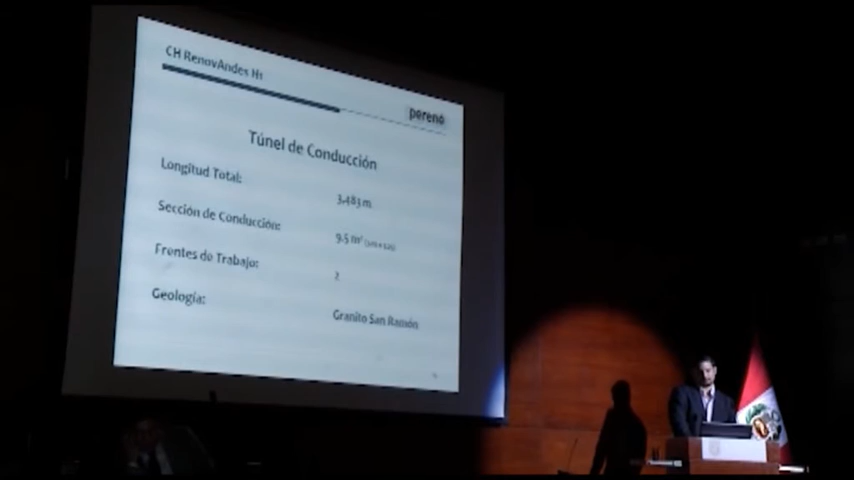 CH RenovAndes H1
perené
Túnel de Conducción
Longitud Total: 3,483 m
Sección de Conducción: 9.5 m²
Frentes de Trabajo: 2
Geología: Granito San Ramón